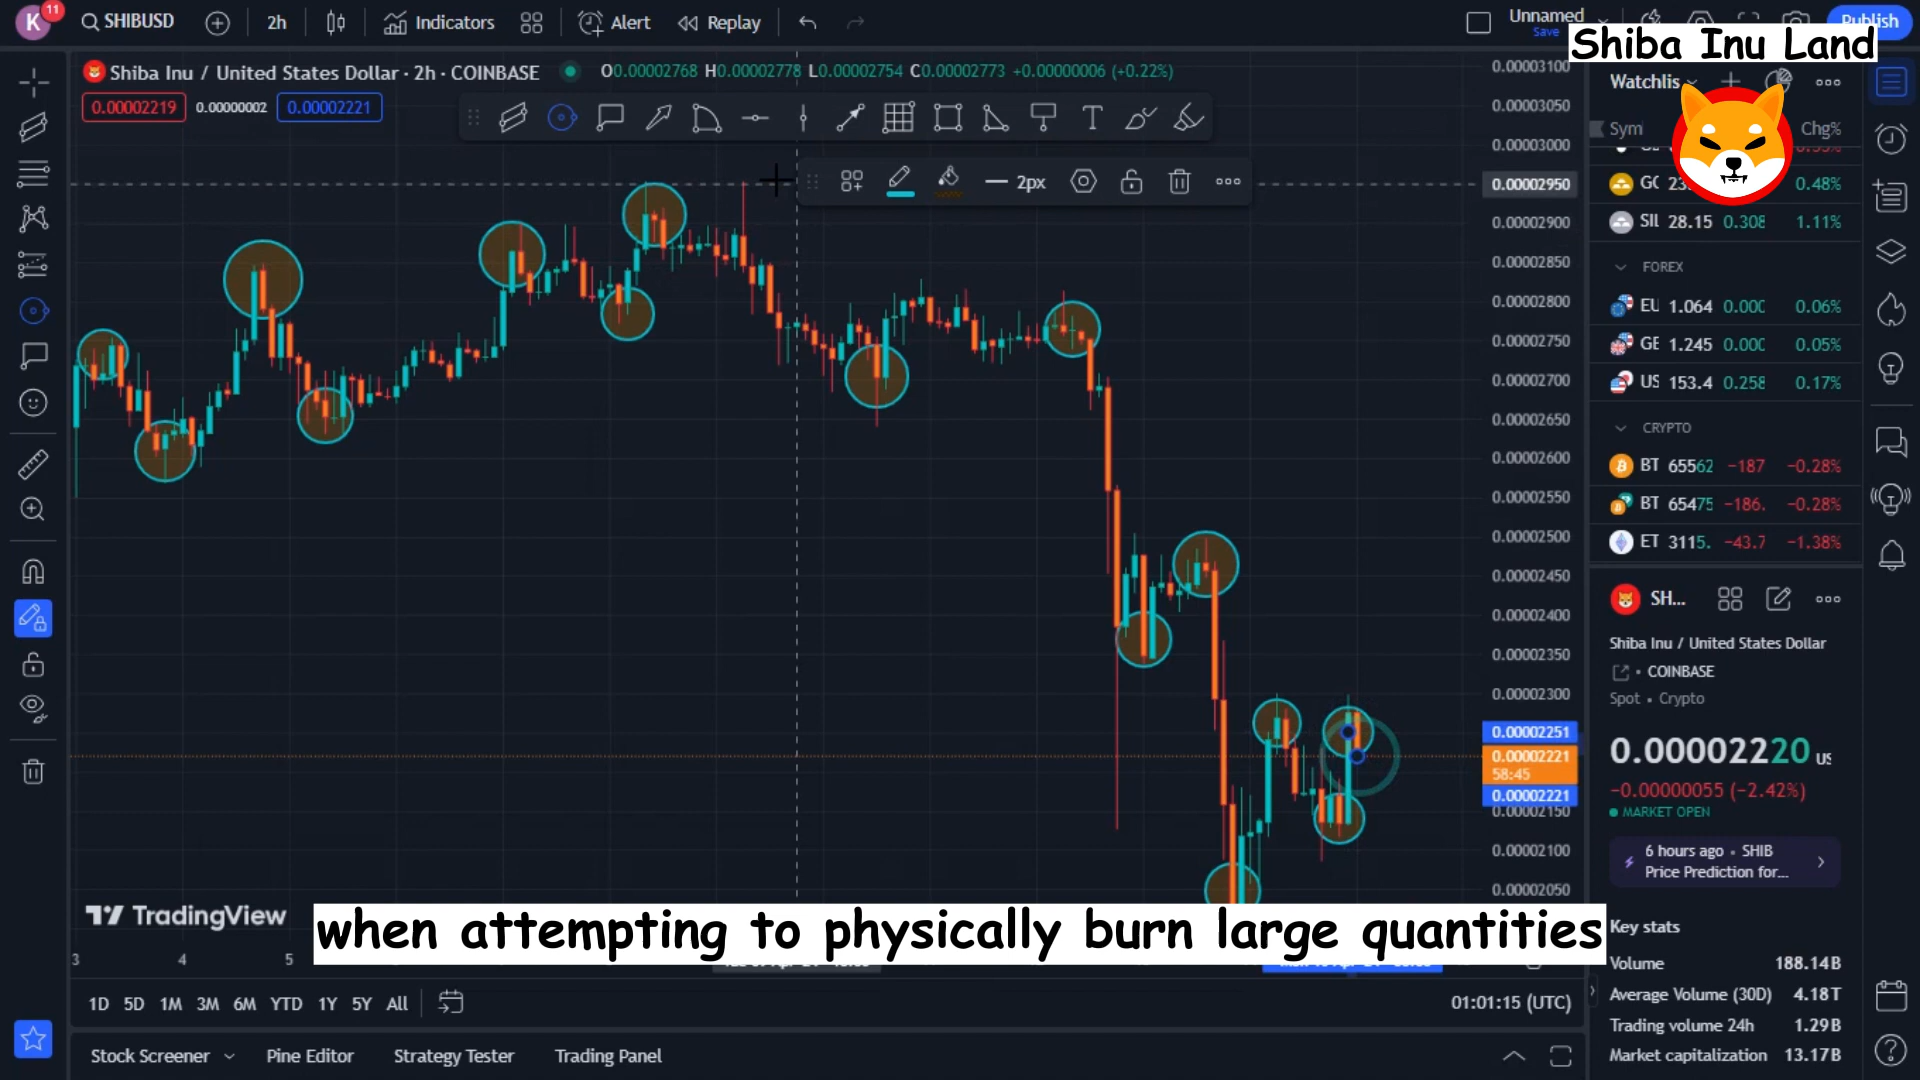 K 11 SHIBUSD 2h Indicators Alert Replay Unnamed Save Publish
Shiba Inu Land
Shiba Inu / United States Dollar · 2h · COINBASE O0.00002768 H0.00002778 L0.00002754 C0.00002773 +0.00000006 (+0.22%)
0.00002219 0.00000002 0.00002221
2px
0.00003100
0.00003050
0.00003000
0.00002950
0.00002900
0.00002850
0.00002800
0.00002750
0.00002700
0.00002650
0.00002600
0.00002550
0.00002500
0.00002450
0.00002400
0.00002350
0.00002300
0.00002251
0.00002221
58:45
0.00002221
0.00002150
0.00002100
0.00002050
Watchlis
Sym Chg%
0.48%
SIL 28.15 0.308 1.11%
FOREX
EU 1.064 0.000 0.06%
GE 1.245 0.000 0.05%
US 153.4 0.258 0.17%
CRYPTO
BT 65562 −187 −0.28%
BT 65475 −186. −0.28%
ET 3115. −43.7 −1.38%
SH...
Shiba Inu / United States Dollar
COINBASE
Spot • Crypto
0.00002220 US
−0.00000055 (−2.42%)
MARKET OPEN
6 hours ago • SHIB
Price Prediction for...
Key stats
Volume 188.14B
Average Volume (30D) 4.18T
Trading volume 24h 1.29B
Market capitalization 13.17B
TradingView
when attempting to physically burn large quantities
3 4 5
1D 5D 1M 3M 6M YTD 1Y 5Y All 01:01:15 (UTC)
Stock Screener Pine Editor Strategy Tester Trading Panel